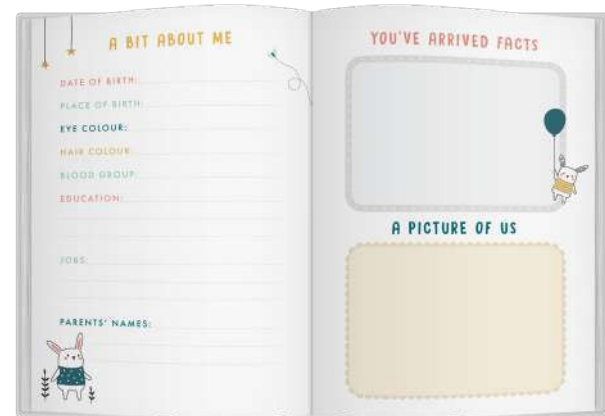 A BIT ABOUT ME
DATE OF BIRTH:
PLACE OF BIRTH:
EYE COLOUR:
HAIR COLOUR:
BLOOD GROUP:
EDUCATION:
JOBS:
PARENTS' NAMES:
YOU'VE ARRIVED FACTS
A PICTURE OF US